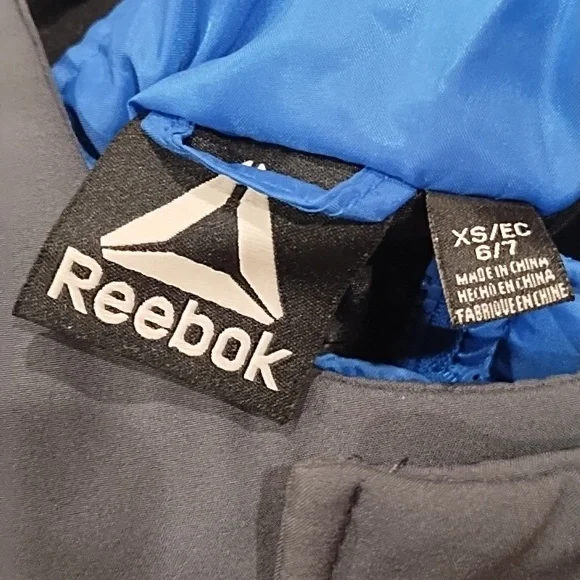 Reebok
XS/EC
6/7
MADE IN CHINA
HECHO EN CHINA
FABRIQUE EN CHINE